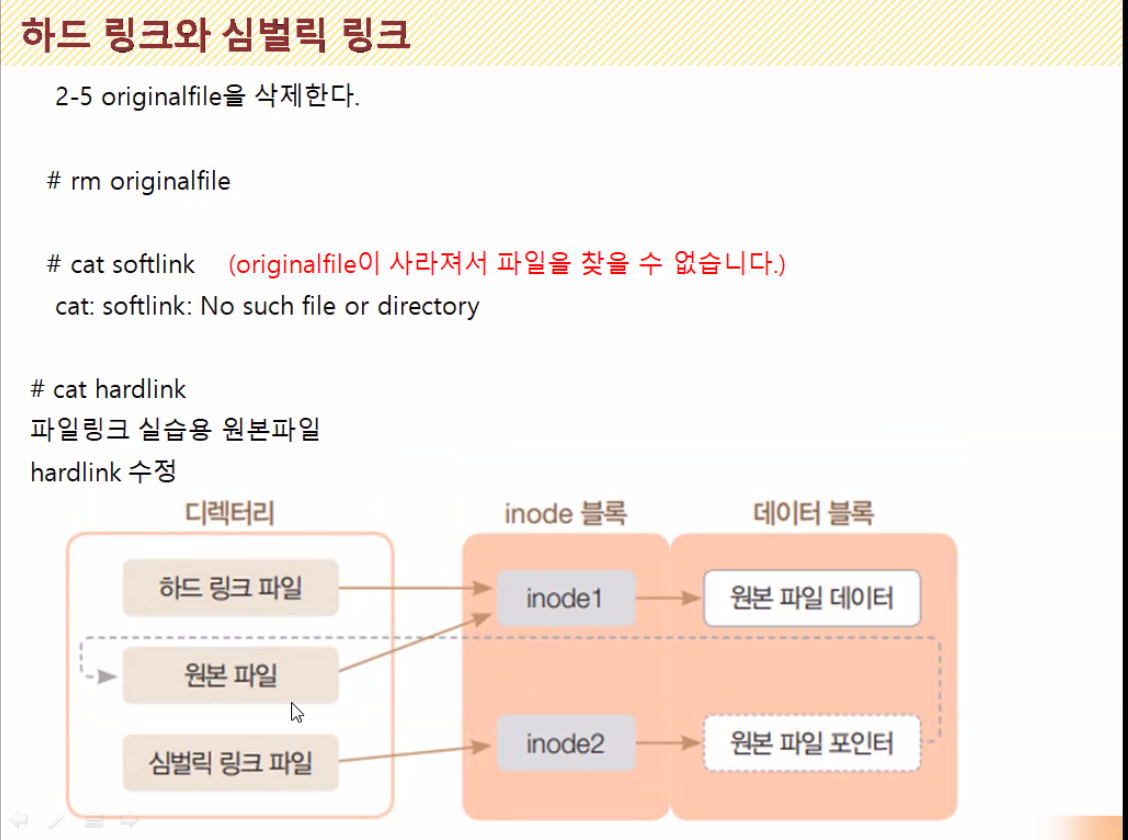 하드 링크와 심벌릭 링크
2-5 originalfile을 삭제한다.
# rm originalfile
# cat softlink (originalfile이 사라져서 파일을 찾을 수 없습니다.)
cat: softlink: No such file or directory
# cat hardlink
파일링크 실습용 원본파일
hardlink 수정
디렉터리 inode 블록 데이터 블록
하드 링크 파일 inode1 원본 파일 데이터
원본 파일
심벌릭 링크 파일 inode2 원본 파일 포인터